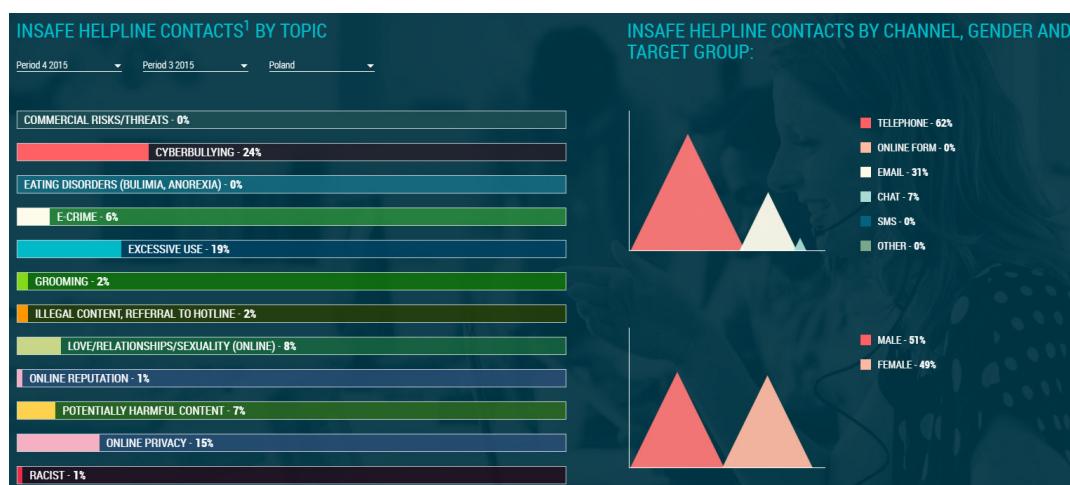 INSAFE HELPLINE CONTACTS¹ BY TOPIC
Period 4 2015
Period 3 2015
Poland
COMMERCIAL RISKS/THREATS - 0%
CYBERBULLYING - 24%
EATING DISORDERS (BULIMIA, ANOREXIA) - 0%
E-CRIME - 6%
EXCESSIVE USE - 19%
GROOMING - 2%
ILLEGAL CONTENT, REFERRAL TO HOTLINE - 2%
LOVE/RELATIONSHIPS/SEXUALITY (ONLINE) - 8%
ONLINE REPUTATION - 1%
POTENTIALLY HARMFUL CONTENT - 7%
ONLINE PRIVACY - 15%
RACIST - 1%
INSAFE HELPLINE CONTACTS BY CHANNEL, GENDER AND
TARGET GROUP:
TELEPHONE - 62%
ONLINE FORM - 0%
EMAIL - 31%
CHAT - 7%
SMS - 0%
OTHER - 0%
MALE - 51%
FEMALE - 49%